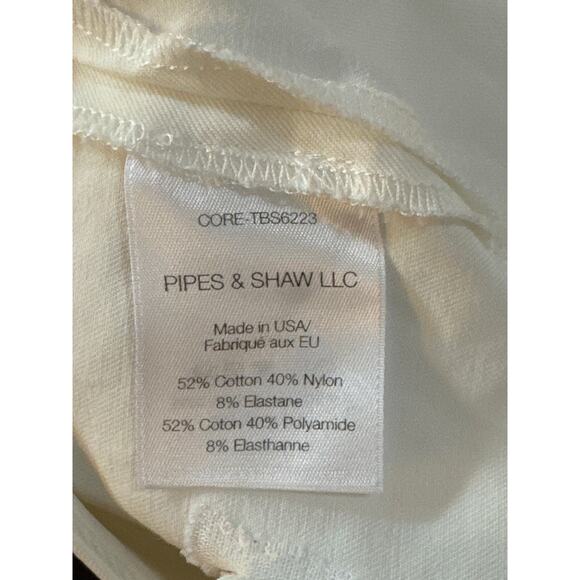 CORE-TBS6223
PIPES & SHAW LLC
Made in USA/
Fabriqué aux EU
52% Cotton 40% Nylon
8% Elastane
52% Coton 40% Polyamide
8% Elasthanne